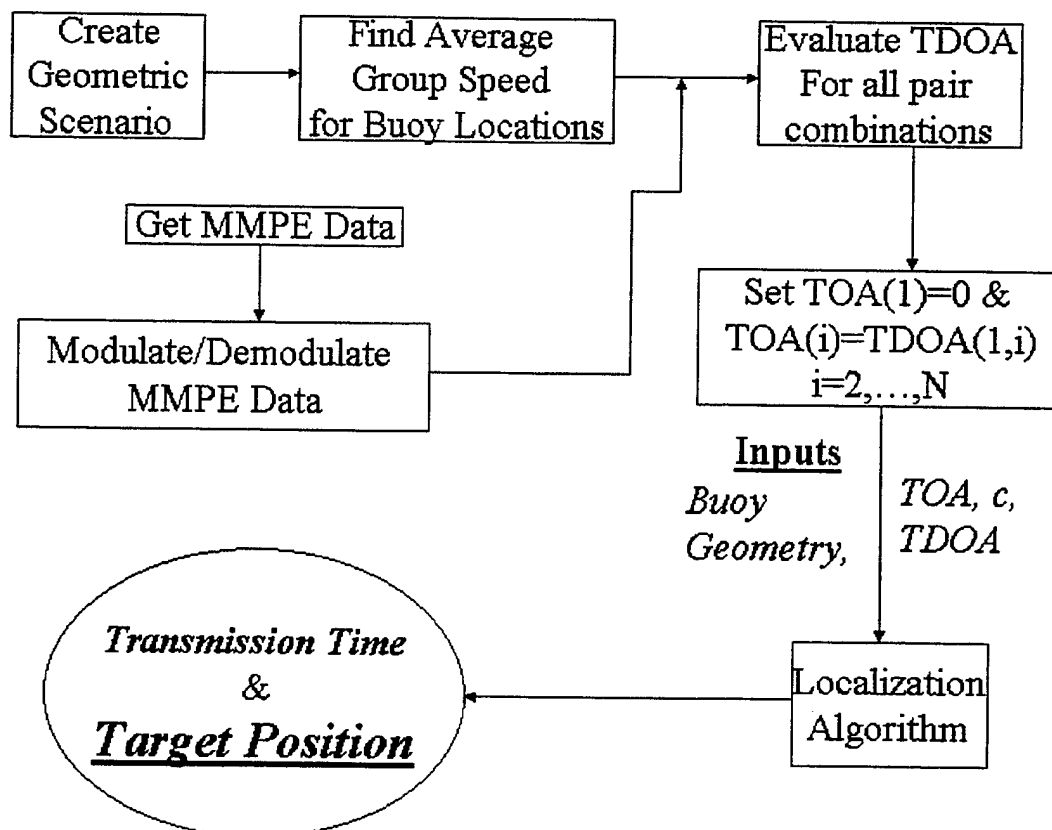 Create
Geometric
Scenario
Find Average
Group Speed
for Buoy Locations
Evaluate TDOA
For all pair
combinations
Get MMPE Data
Modulate/Demodulate
MMPE Data
Set TOA(1)=0 &
TOA(i)=TDOA(1,i)
i=2,...,N
Inputs
Buoy
Geometry,
TOA, c,
TDOA
Localization
Algorithm
Transmission Time
&
Target Position